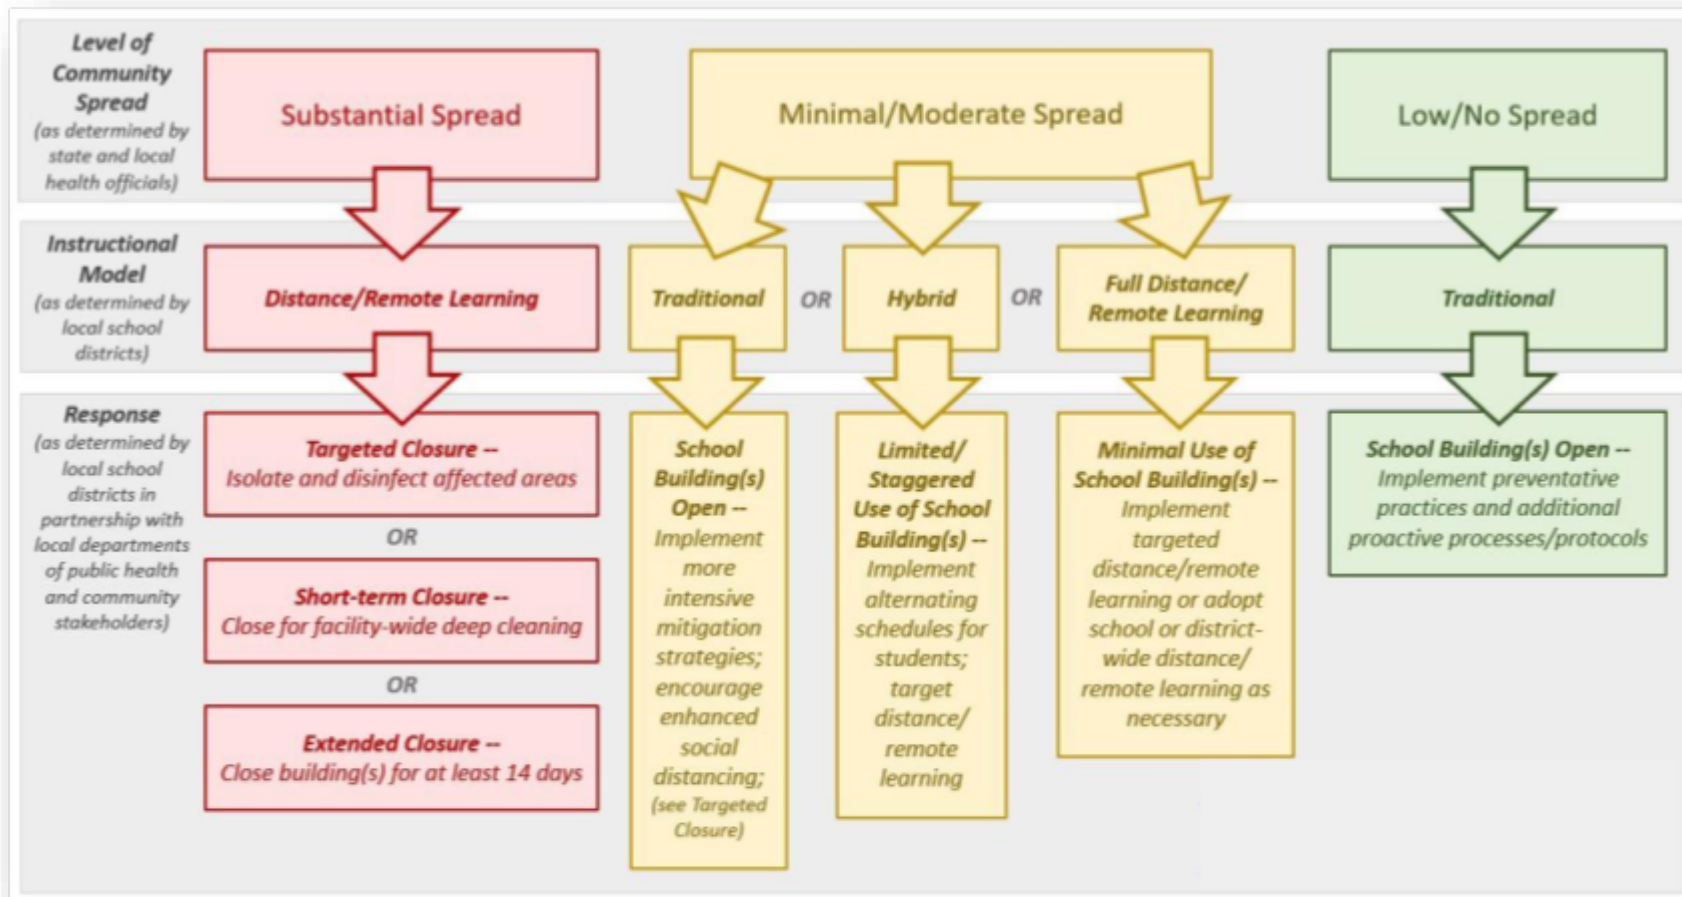 Level of
Community
Spread
(as determined by
state and local
health officials)
Substantial Spread
Minimal/Moderate Spread
Low/No Spread
Instructional
Model
(as determined by
local school
districts)
Distance/Remote Learning
Traditional
OR
Hybrid
OR
Full Distance/
Remote Learning
Traditional
Response
(as determined by
local school
districts in
partnership with
local departments
of public health
and community
stakeholders)
Targeted Closure --
Isolate and disinfect affected areas
OR
Short-term Closure --
Close for facility-wide deep cleaning
OR
Extended Closure --
Close building(s) for at least 14 days
School
Building(s)
Open --
Implement
more
intensive
mitigation
strategies;
encourage
enhanced
social
distancing;
(see Targeted
Closure)
Limited/
Staggered
Use of School
Building(s) --
Implement
alternating
schedules for
students;
target
distance/
remote
learning
Minimal Use of
School Building(s) --
Implement
targeted
distance/remote
learning or adopt
school or district-
wide distance/
remote learning as
necessary
School Building(s) Open --
Implement preventative
practices and additional
proactive processes/protocols